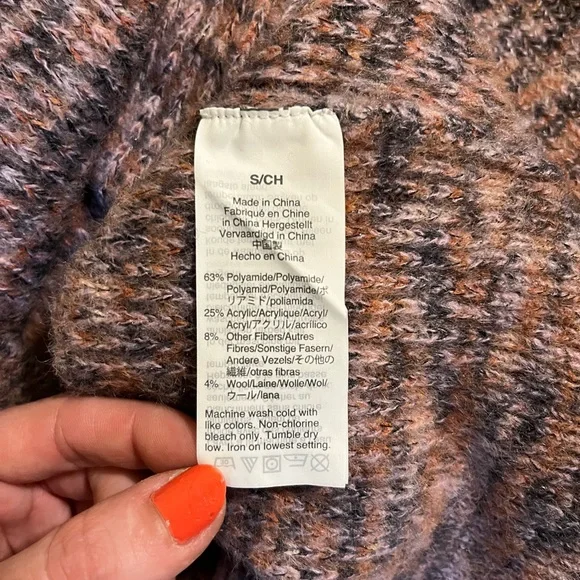 S/CH
Made in China
Fabriqué en Chine
in China Hergestellt
Vervaardigd in China
中国製
Hecho en China
63% Polyamide/Polyamide/
Polyamid/Polyamide/ポ
リアミド/poliamida
25% Acrylic/Acrylique/Acryl/
Acryl/アクリル/acrílico
8% Other Fibers/Autres
Fibres/Sonstige Fasern/
Andere Vezels/その他の
繊維/otras fibras
4% Wool/Laine/Wolle/Wol/
ウール/lana
Machine wash cold with
like colors. Non-chlorine
bleach only. Tumble dry
low. Iron on lowest setting.